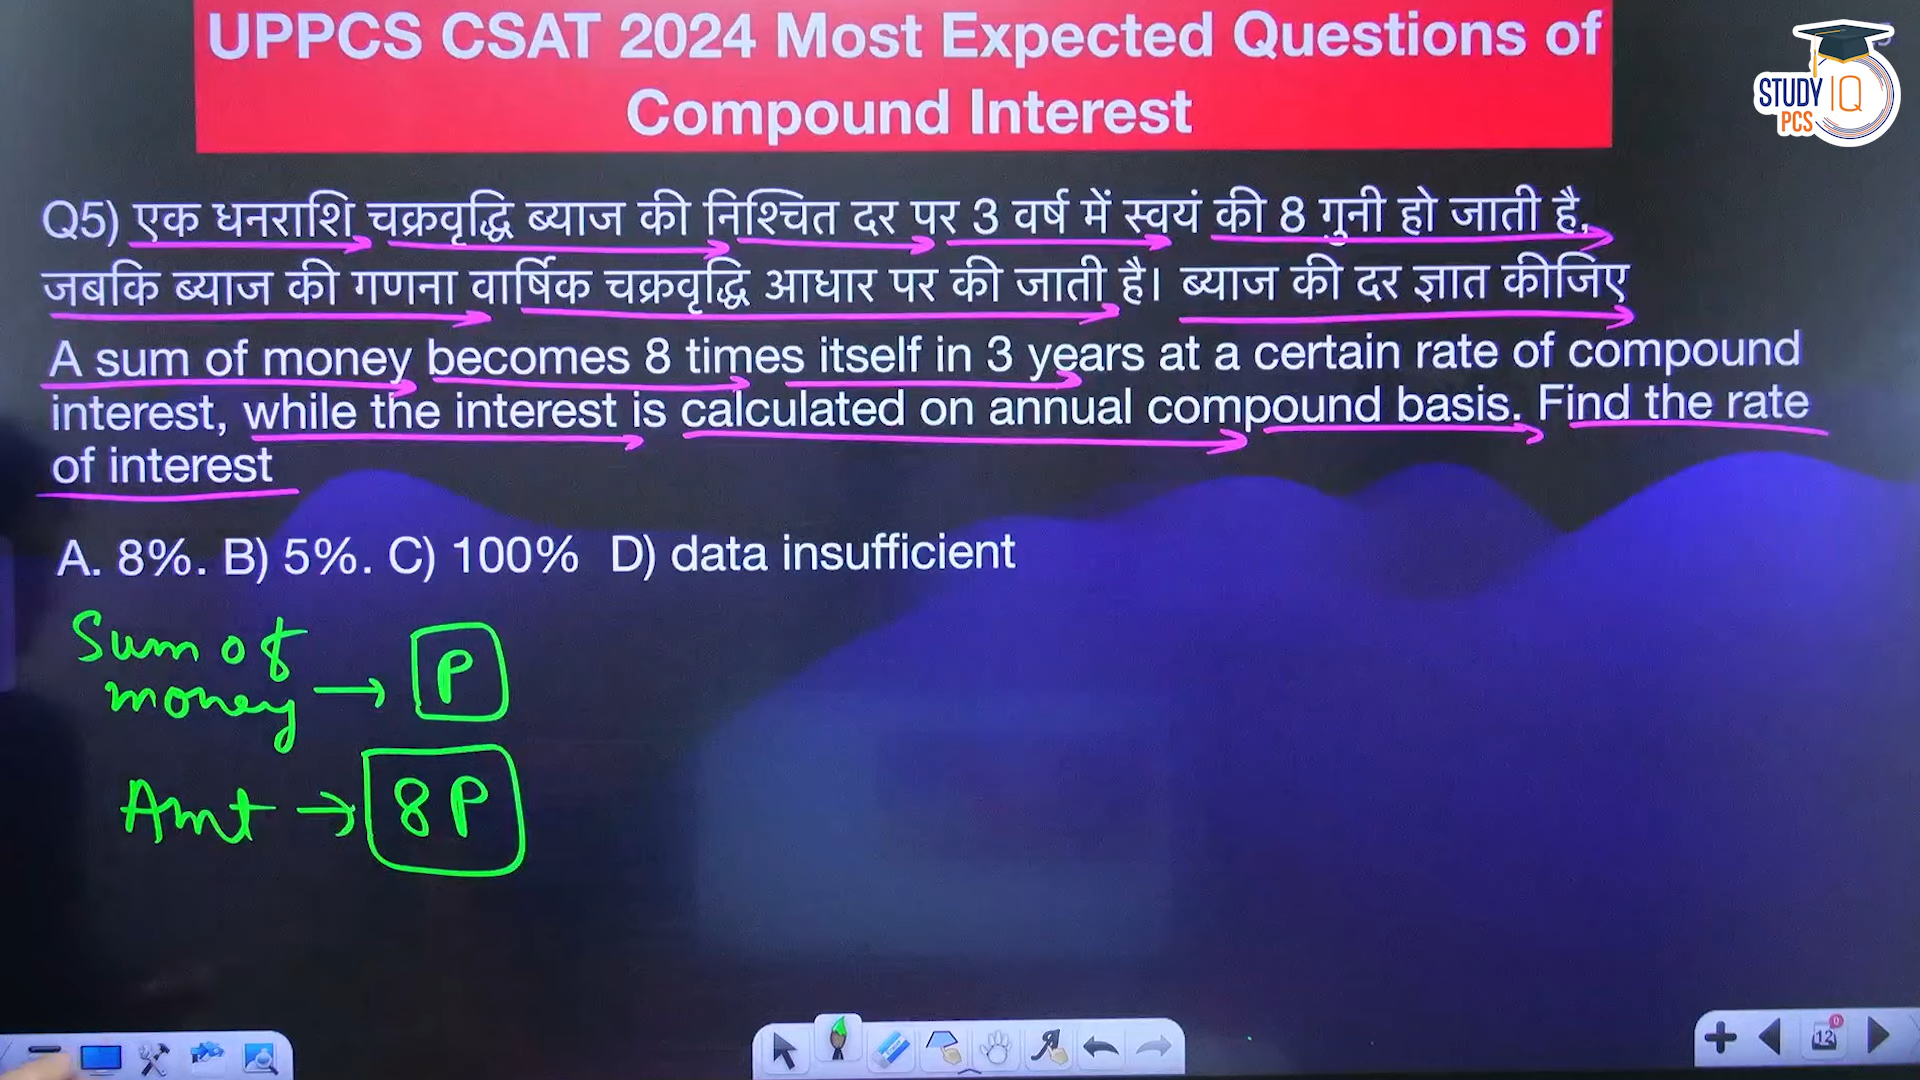 UPPCS CSAT 2024 Most Expected Questions of
Compound Interest
STUDY IQ
PCS
Q5) एक धनराशि चक्रवृद्धि ब्याज की निश्चित दर पर 3 वर्ष में स्वयं की 8 गुनी हो जाती है,
जबकि ब्याज की गणना वार्षिक चक्रवृद्धि आधार पर की जाती है। ब्याज की दर ज्ञात कीजिए
A sum of money becomes 8 times itself in 3 years at a certain rate of compound
interest, while the interest is calculated on annual compound basis. Find the rate
of interest
A. 8%. B) 5%. C) 100% D) data insufficient
Sum of
money → P
Amt → 8P
12